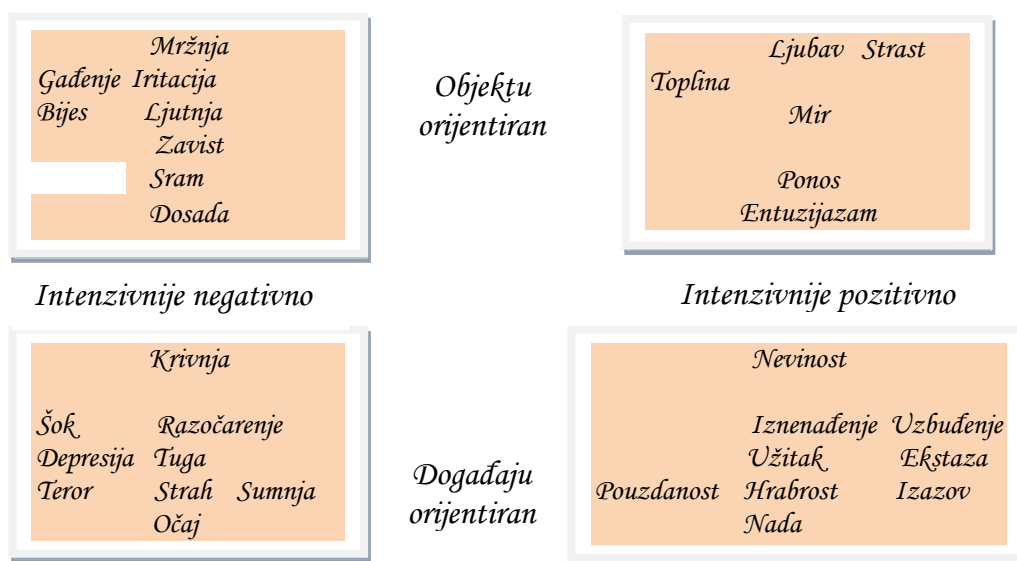 Mržnja
Gađenje Iritacija
Bijes Ljutnja
Zavist
Sram
Dosada
Objektu
orijentiran
Ljubav Strast
Toplina
Mir
Ponos
Entuzijazam
Intenzivnije negativno
Intenzivnije pozitivno
Krivnja
Šok Razočarenje
Depresija Tuga
Teror Strah Sumnja
Očaj
Događaju
orijentiran
Nevinost
Iznenađenje Uzbuđenje
Užitak Ekstaza
Pouzdanost Hrabrost Izazov
Nada